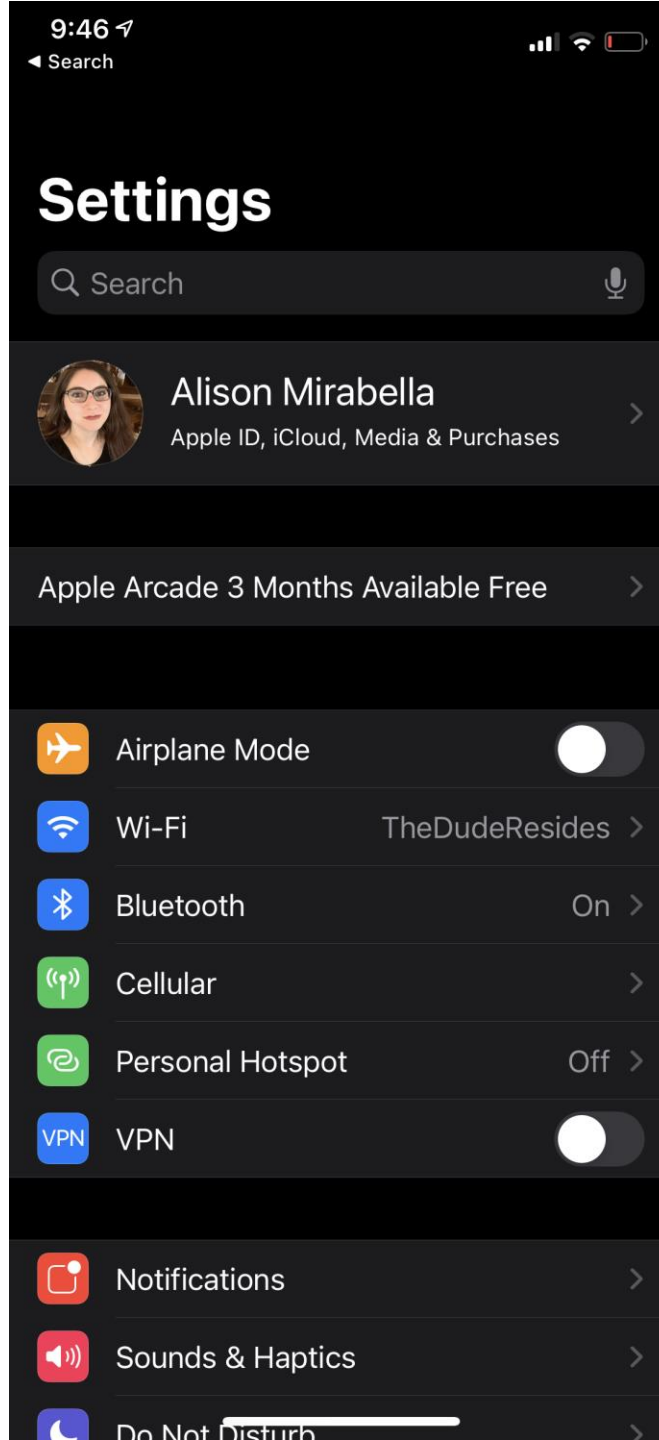 9:46
◀ Search
Settings
Search
Alison Mirabella
Apple ID, iCloud, Media & Purchases
Apple Arcade 3 Months Available Free
Airplane Mode
Wi-Fi TheDudeResides
Bluetooth On
Cellular
Personal Hotspot Off
VPN VPN
Notifications
Sounds & Haptics
Do Not Disturb